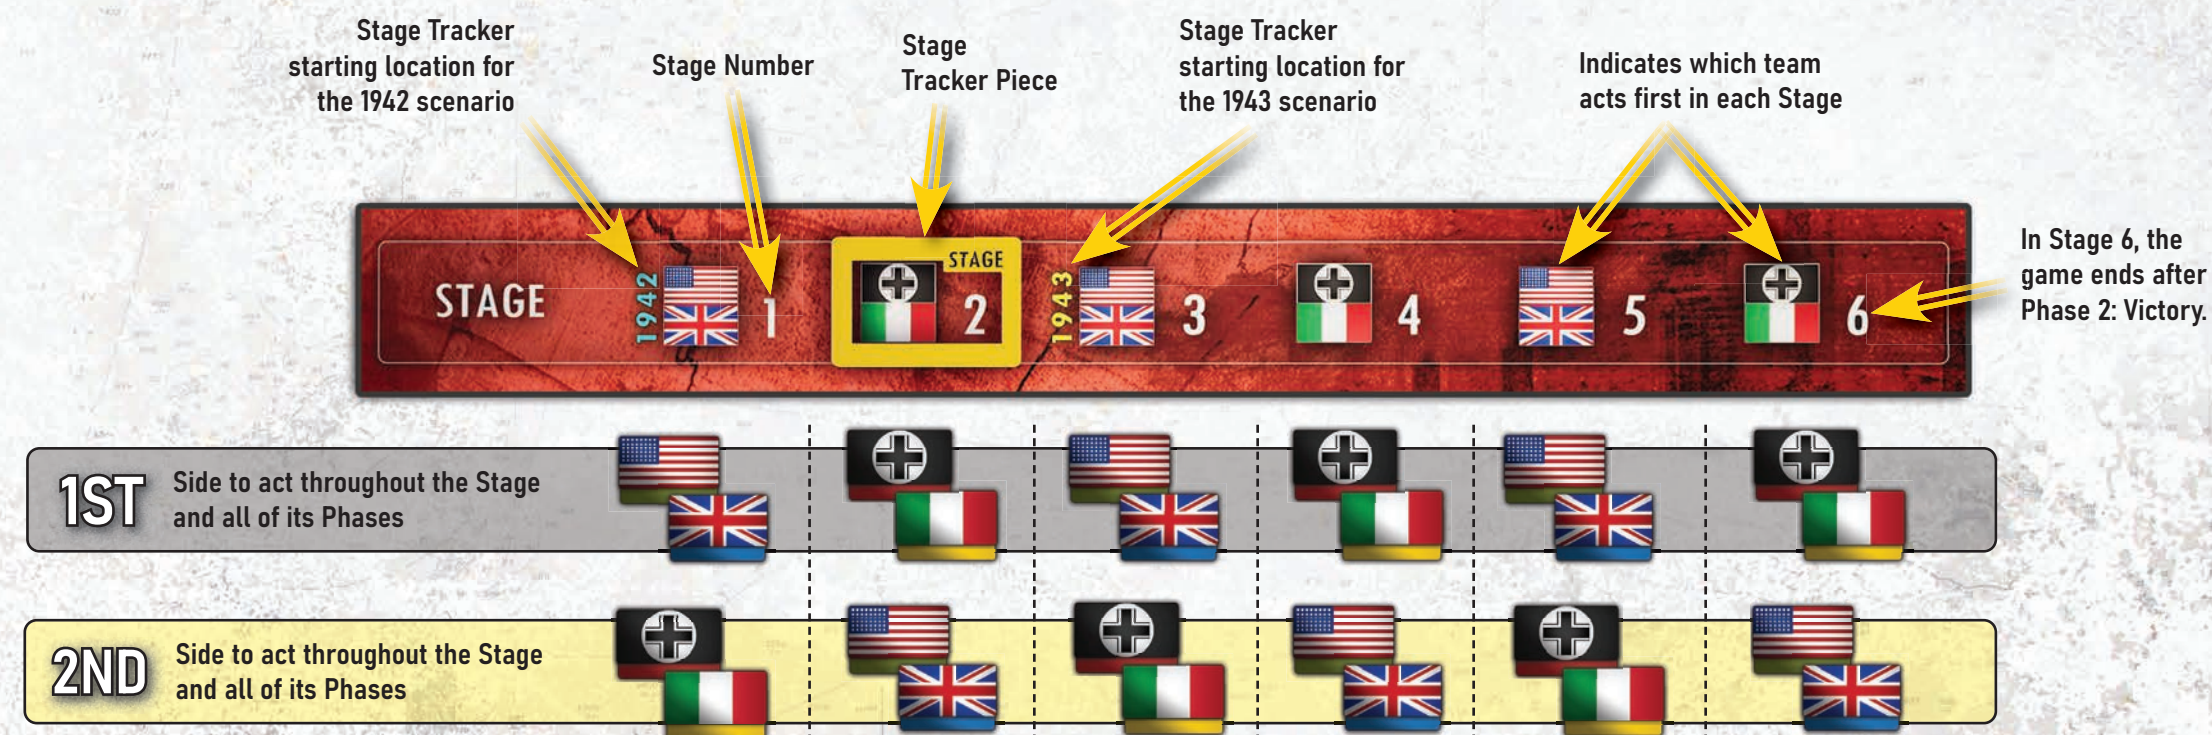 Stage Tracker
starting location for
the 1942 scenario
Stage Number
Stage
Tracker Piece
Stage Tracker
starting location for
the 1943 scenario
Indicates which team
acts first in each Stage
In Stage 6, the
game ends after
Phase 2: Victory.
STAGE
1942
1
STAGE
2
1943
3
4
5
6
1ST
Side to act throughout the Stage
and all of its Phases
2ND
Side to act throughout the Stage
and all of its Phases